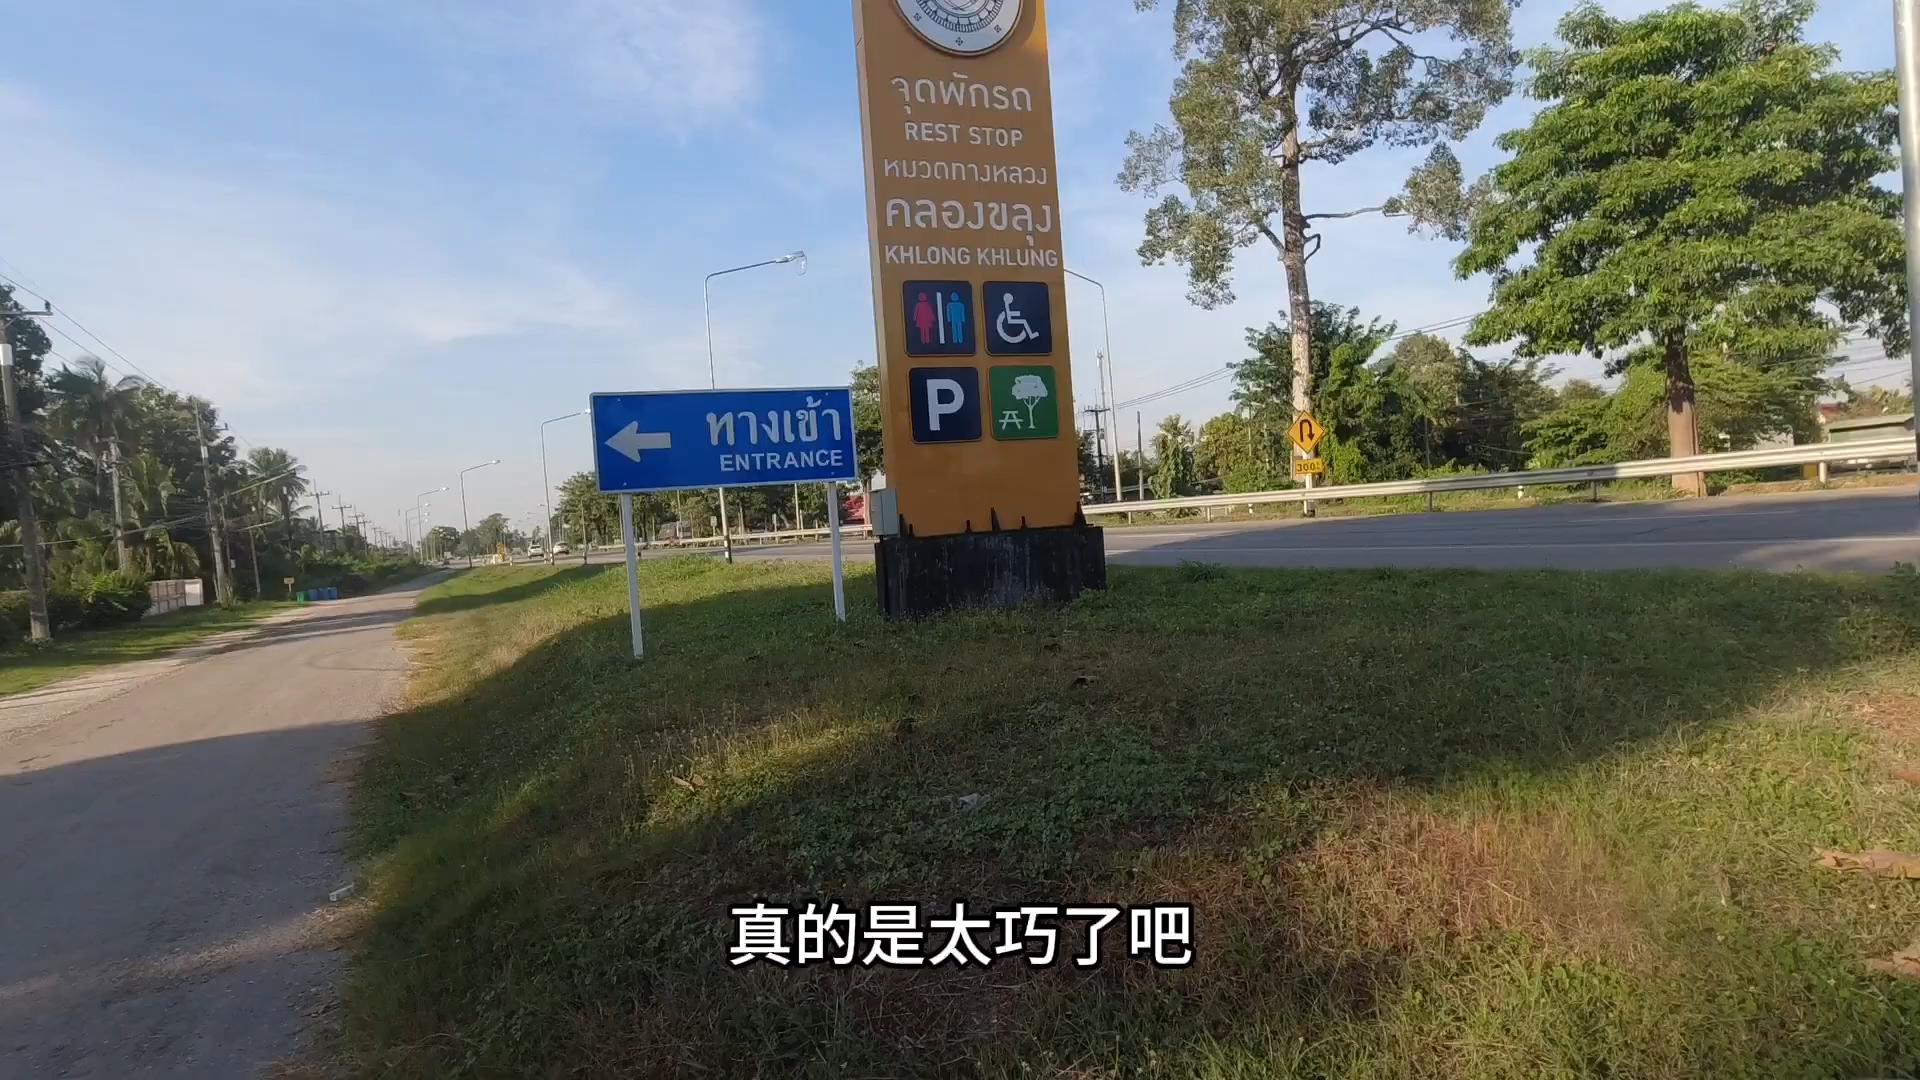 จุดพักรถ
REST STOP
หมวดทางหลวง
คลองขลุง
KHLONG KHLUNG
P
ทางเข้า
ENTRANCE
真的是太巧了吧